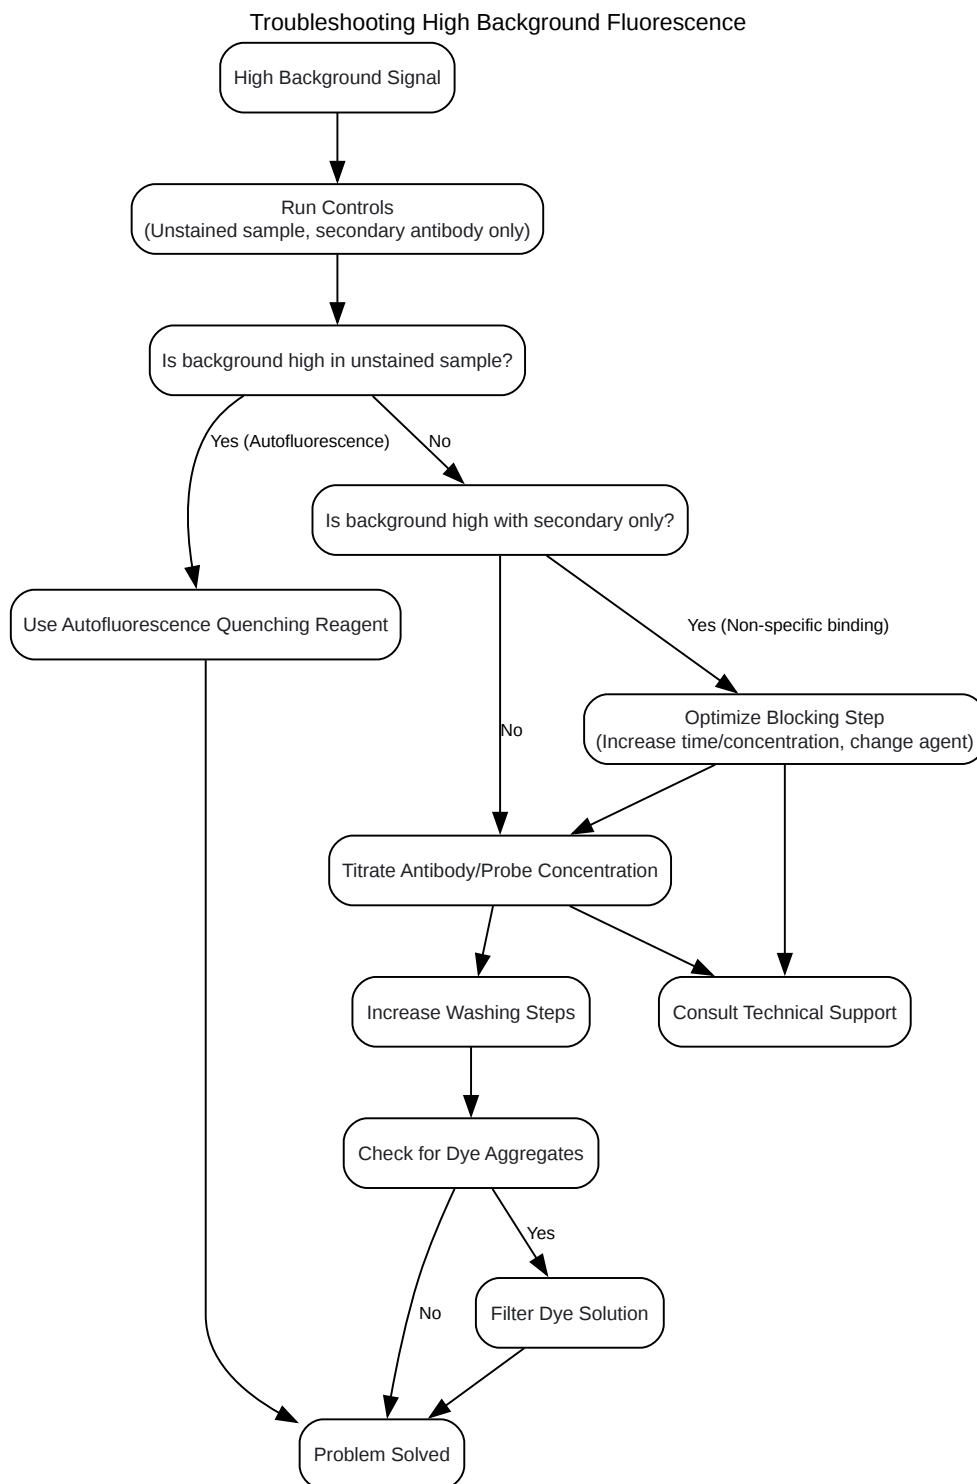 Troubleshooting High Background Fluorescence
High Background Signal
Run Controls
(Unstained sample, secondary antibody only)
Is background high in unstained sample?
Yes (Autofluorescence)
No
Is background high with secondary only?
Use Autofluorescence Quenching Reagent
Yes (Non-specific binding)
No
Optimize Blocking Step
(Increase time/concentration, change agent)
Titrate Antibody/Probe Concentration
Increase Washing Steps
Consult Technical Support
Check for Dye Aggregates
Yes
No
Filter Dye Solution
Problem Solved